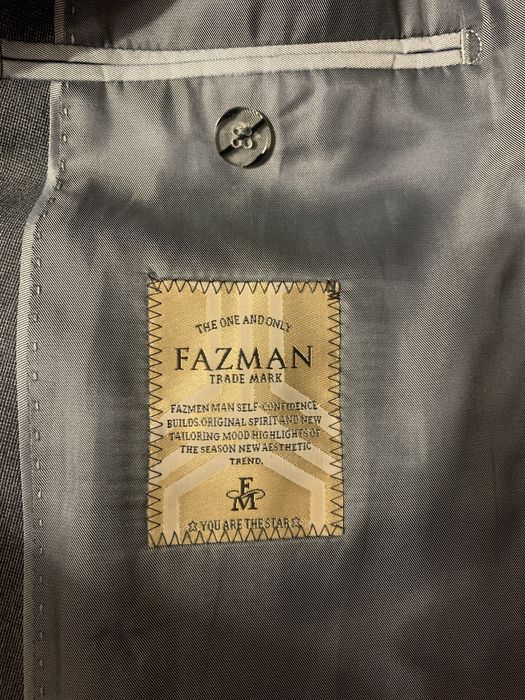 THE ONE AND ONLY
FAZMAN
TRADE MARK
FAZMEN MAN SELF-CONFIDENCE
BUILDS.ORIGINAL SPIRIT AND NEW
TAILORING MOOD HIGHLIGHTS OF
THE SEASON NEW AESTHETIC
TREND.
FM
☆YOU ARE THE STAR☆